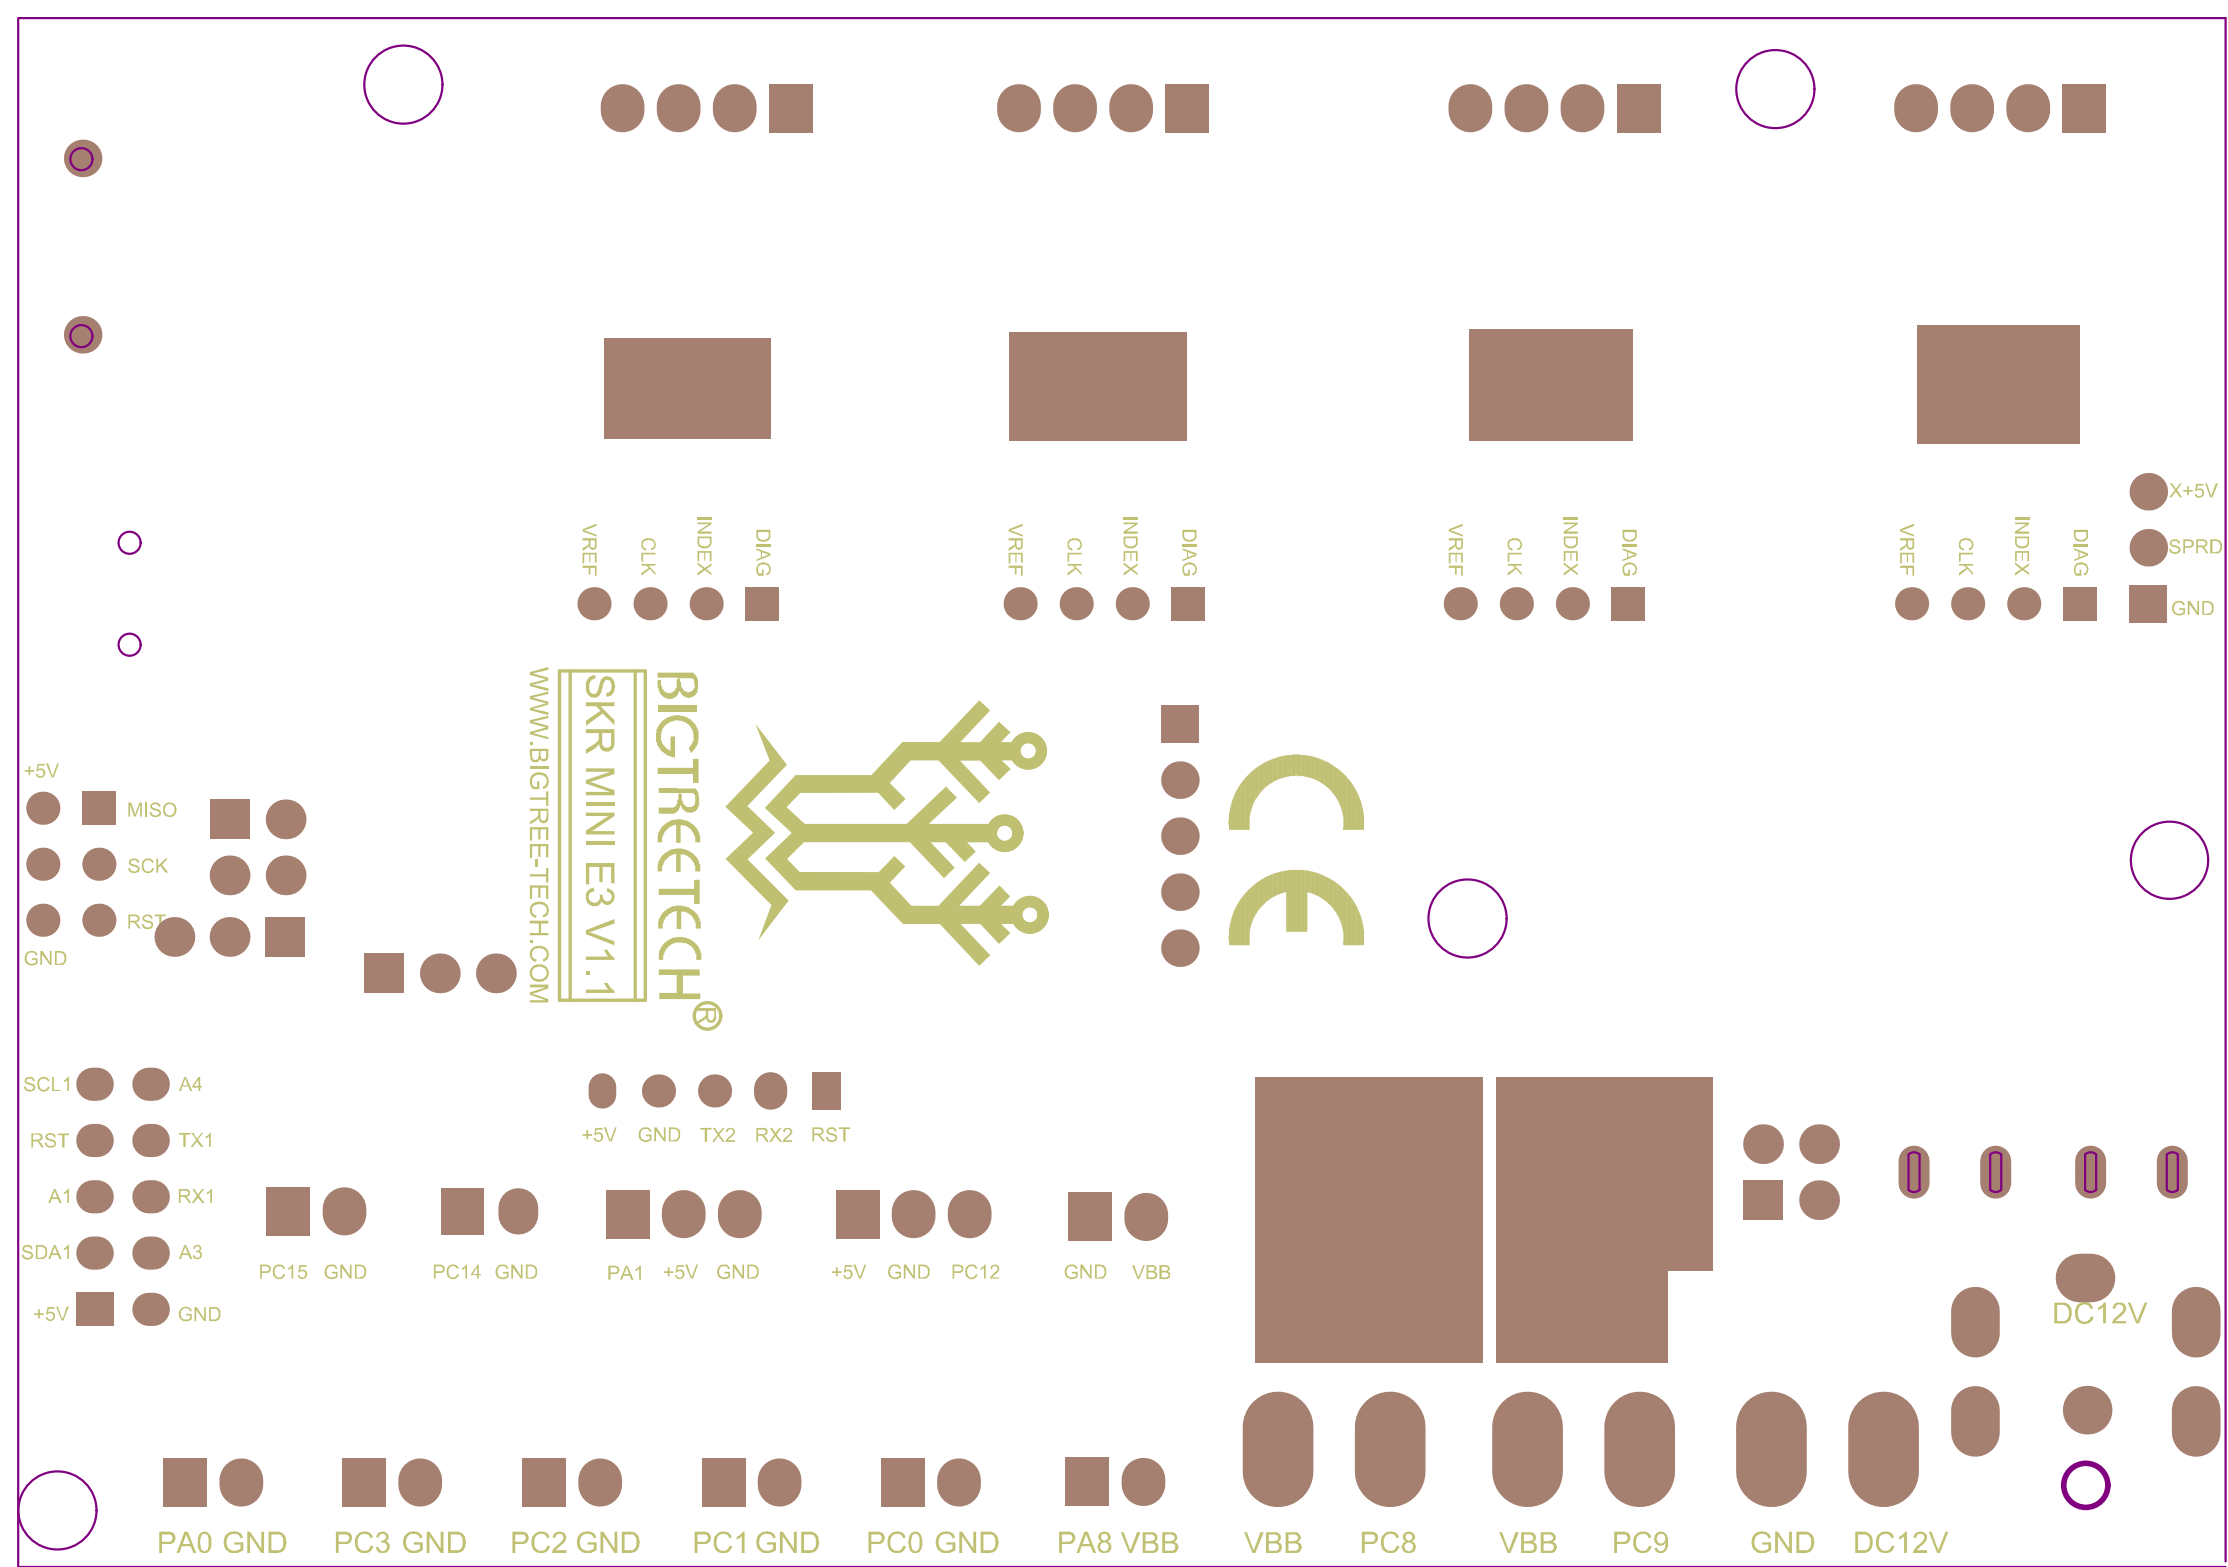 X+5V
SPRD
GND
VREF CLK INDEX DIAG
VREF CLK INDEX DIAG
VREF CLK INDEX DIAG
VREF CLK INDEX DIAG
BIGTREETECH®
SKR MINI E3 V1.1
WWW.BIGTREE-TECH.COM
CE
+5V
MISO
SCK
RST
GND
SCL1 A4
RST TX1
A1 RX1
SDA1 A3
+5V GND
+5V GND TX2 RX2 RST
PC15 GND
PC14 GND
PA1 +5V GND
+5V GND PC12
GND VBB
DC12V
PA0 GND
PC3 GND
PC2 GND
PC1 GND
PC0 GND
PA8 VBB
VBB PC8
VBB PC9
GND DC12V